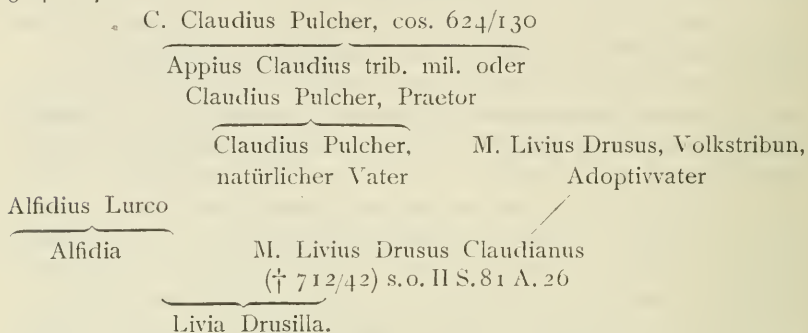 C. Claudius Pulcher, cos. 624/130
Appius Claudius trib. mil. oder
Claudius Pulcher, Praetor
Claudius Pulcher, M. Livius Drusus, Volkstribun,
natürlicher Vater Adoptivvater
Alfidius Lurco
Alfidia M. Livius Drusus Claudianus
(† 712/42) s. o. II S. 81 A. 26
Livia Drusilla.